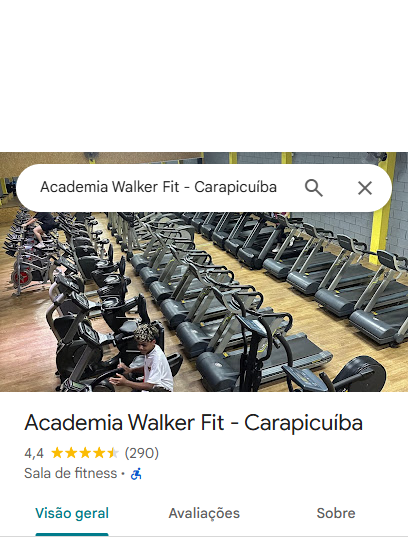 Academia Walker Fit - Carapicuíba
Academia Walker Fit - Carapicuíba
4,4 (290)
Sala de fitness ·
Visão geral Avaliações Sobre